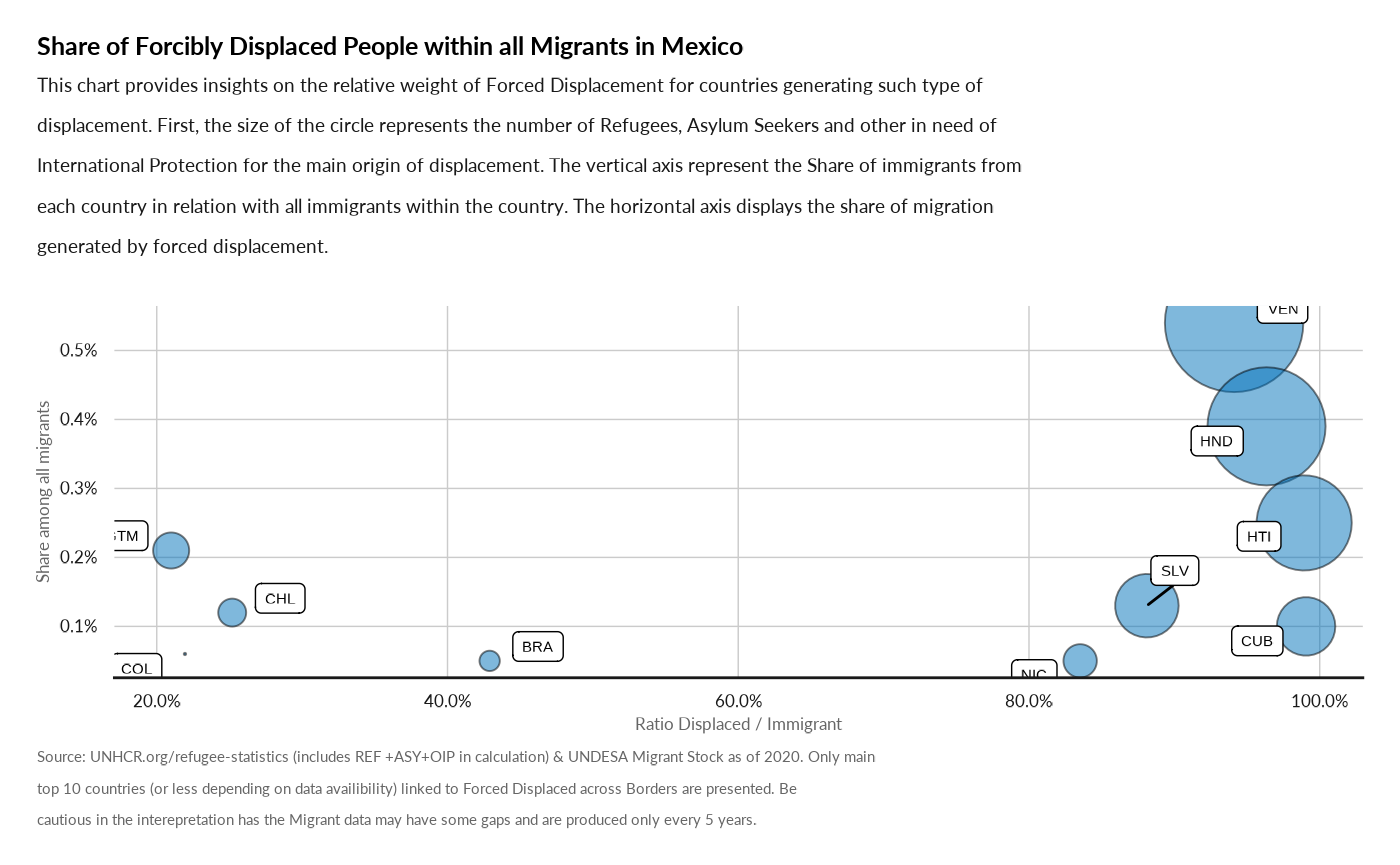 Share of Forcibly Displaced People within all Migrants in Mexico
This chart provides insights on the relative weight of Forced Displacement for countries generating such type of
displacement. First, the size of the circle represents the number of Refugees, Asylum Seekers and other in need of
International Protection for the main origin of displacement. The vertical axis represent the Share of immigrants from
each country in relation with all immigrants within the country. The horizontal axis displays the share of migration
generated by forced displacement.
VEN
0.5%
0.4%
HND
0.3%
GTM
HTI
0.2%
SLV
CHL
0.1%
CUB
BRA
COL
NIC
Share among all migrants
20.0% 40.0% 60.0% 80.0% 100.0%
Ratio Displaced / Immigrant
Source: UNHCR.org/refugee-statistics (includes REF +ASY+OIP in calculation) & UNDESA Migrant Stock as of 2020. Only main
top 10 countries (or less depending on data availibility) linked to Forced Displaced across Borders are presented. Be
cautious in the interepretation has the Migrant data may have some gaps and are produced only every 5 years.